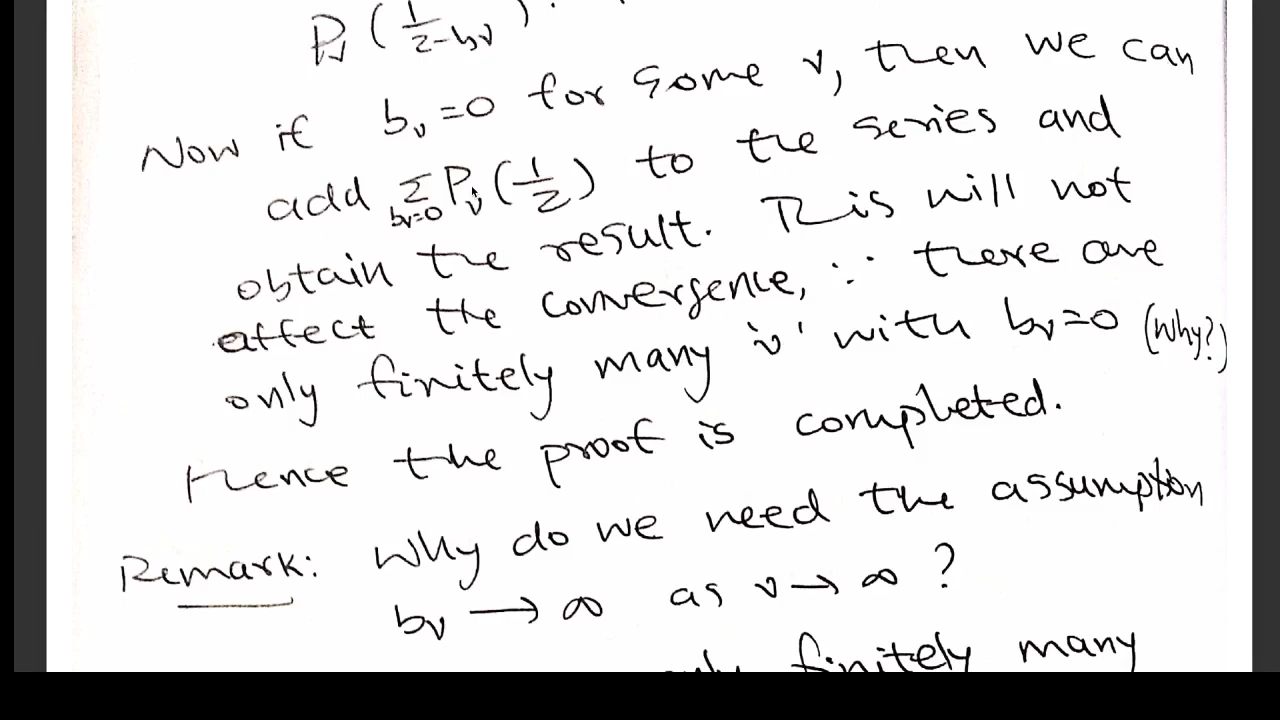 P_ν (1/z-b_ν).
Now if b_ν=0 for some ν, then we can
add Σ_{b_ν=0} P_ν(1/z) to the series and
obtain the result. This will not
affect the convergence, ∵ there are
only finitely many 'ν' with b_ν=0 (Why?)
Hence the proof is completed.
Remark: Why do we need the assumption
b_ν → ∞ as ν → ∞ ?
finitely many